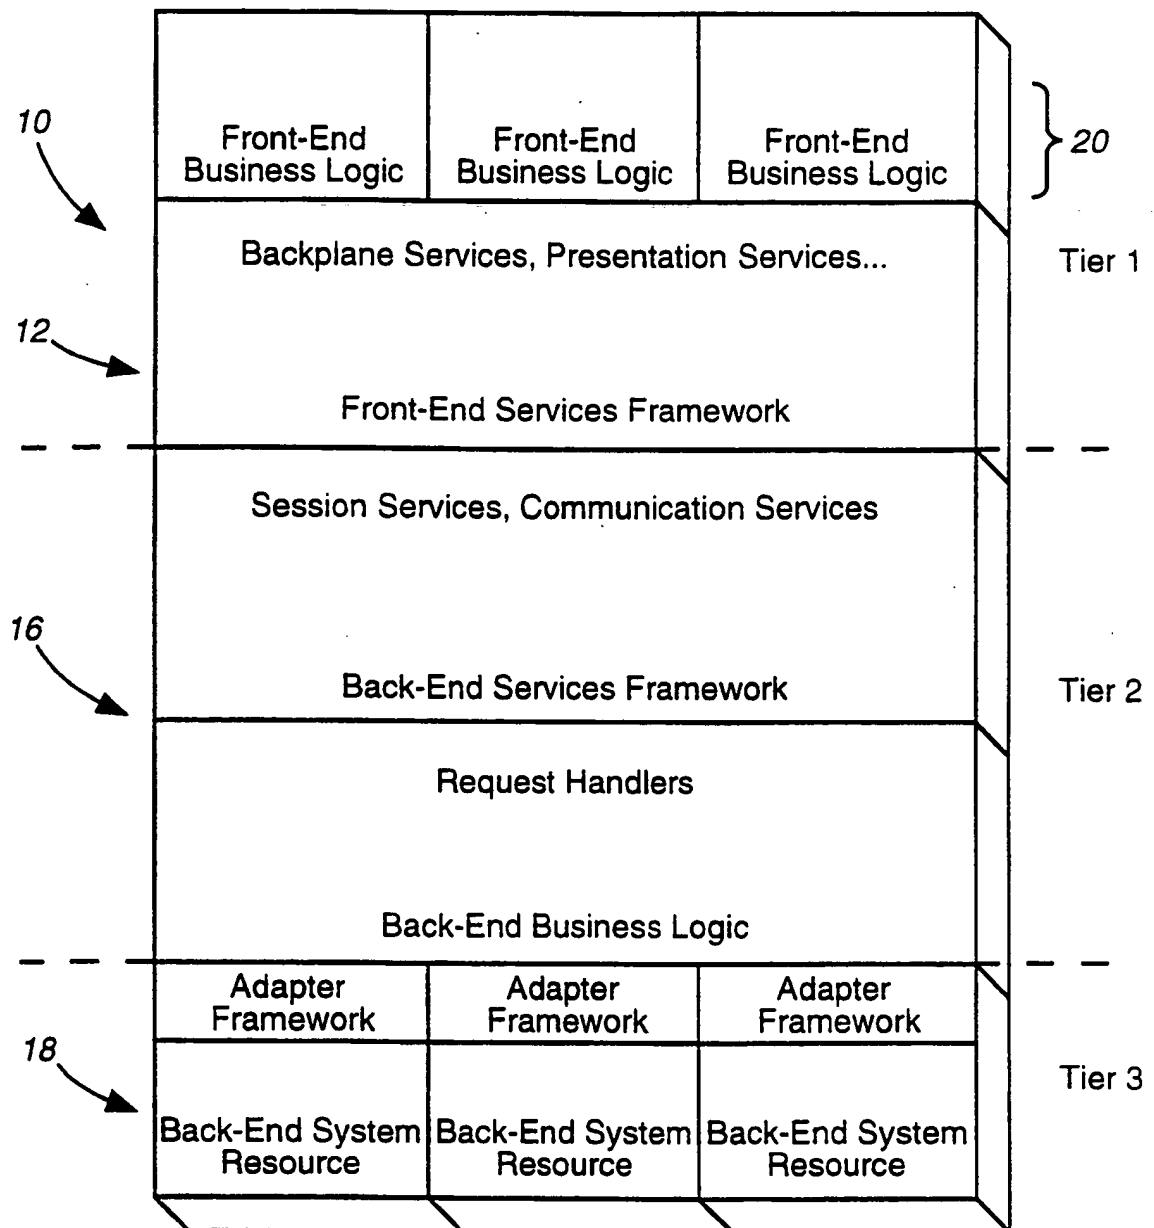 10
Front-End
Business Logic
Front-End
Business Logic
Front-End
Business Logic
20
Backplane Services, Presentation Services...
Tier 1
12
Front-End Services Framework
Session Services, Communication Services
16
Back-End Services Framework
Tier 2
Request Handlers
Back-End Business Logic
Adapter
Framework
Adapter
Framework
Adapter
Framework
18
Tier 3
Back-End System
Resource
Back-End System
Resource
Back-End System
Resource